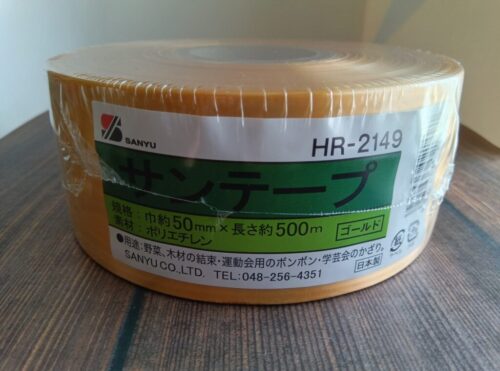 SANYU
HR-2149
サンテープ
規格：巾約50mm×長さ約500m
素材：ポリエチレン
ゴールド
●用途:野菜、木材の結束・運動会用のポンポン・学芸会のかざり。
SANYU CO.,LTD. TEL:048-256-4351
日本製